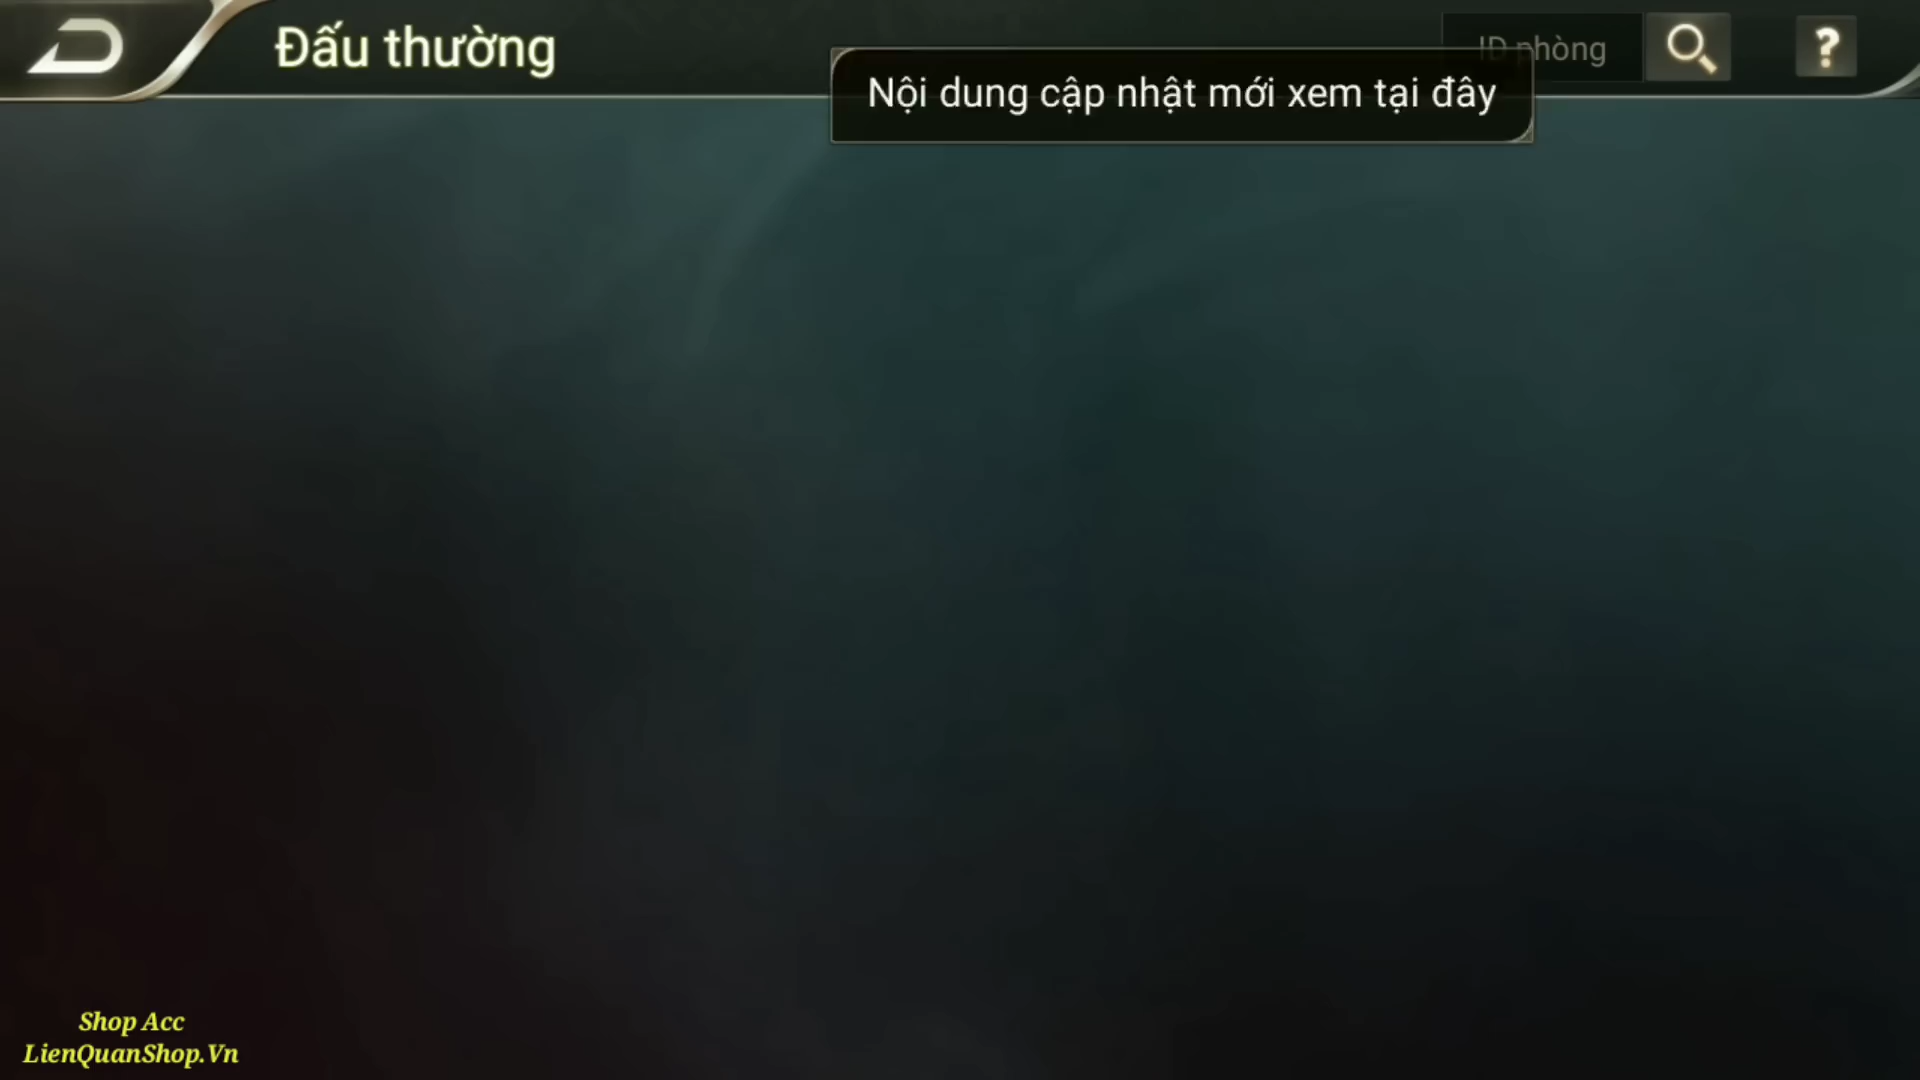 Đấu thường
ID phòng
Nội dung cập nhật mới xem tại đây
?
Shop Acc
LienQuanShop.Vn